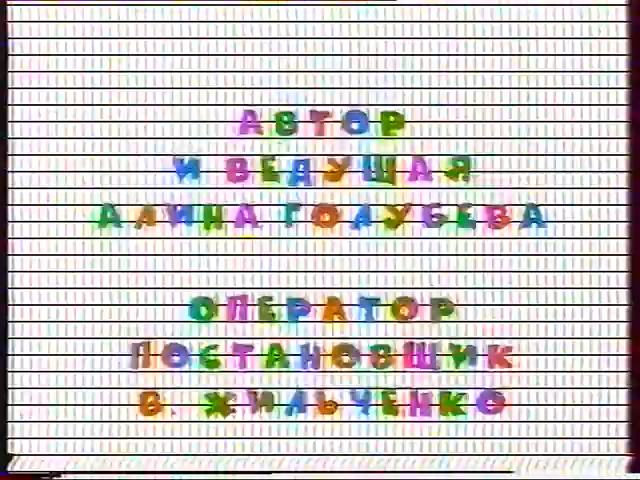 АВТОР
И ВЕДУЩАЯ
АЛИНА ГОЛУБЕВА
ОПЕРАТОР
ПОСТАНОВЩИК
В. ЖИЛЬЧЕНКО